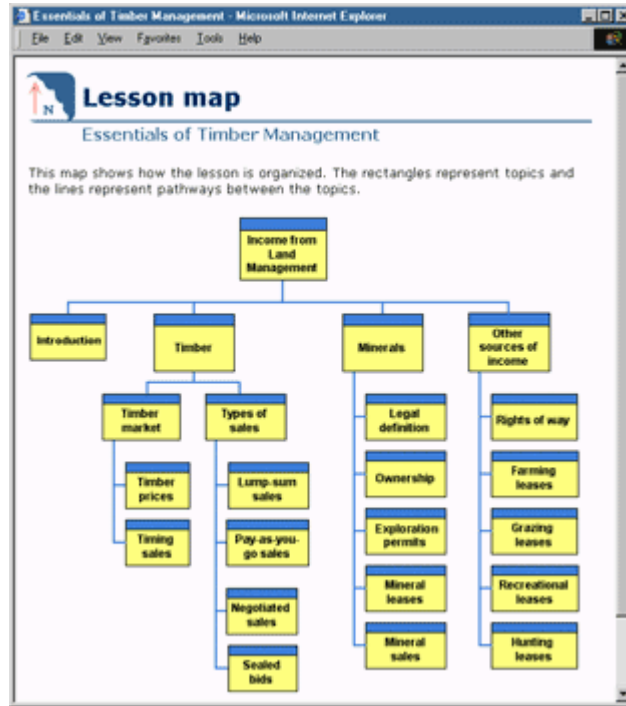 Essentials of Timber Management - Microsoft Internet Explorer
File Edit View Favorites Tools Help
N
Lesson map
Essentials of Timber Management
This map shows how the lesson is organized. The rectangles represent topics and
the lines represent pathways between the topics.
Income from
Land
Management
Introduction
Timber
Minerals
Other
sources of
income
Timber
market
Types of
sales
Legal
definition
Rights of way
Timber
prices
Lump-sum
sales
Ownership
Farming
leases
Timing
sales
Pay-as-you-
go sales
Exploration
permits
Grazing
leases
Negotiated
sales
Mineral
leases
Recreational
leases
Sealed
bids
Mineral
sales
Hunting
leases